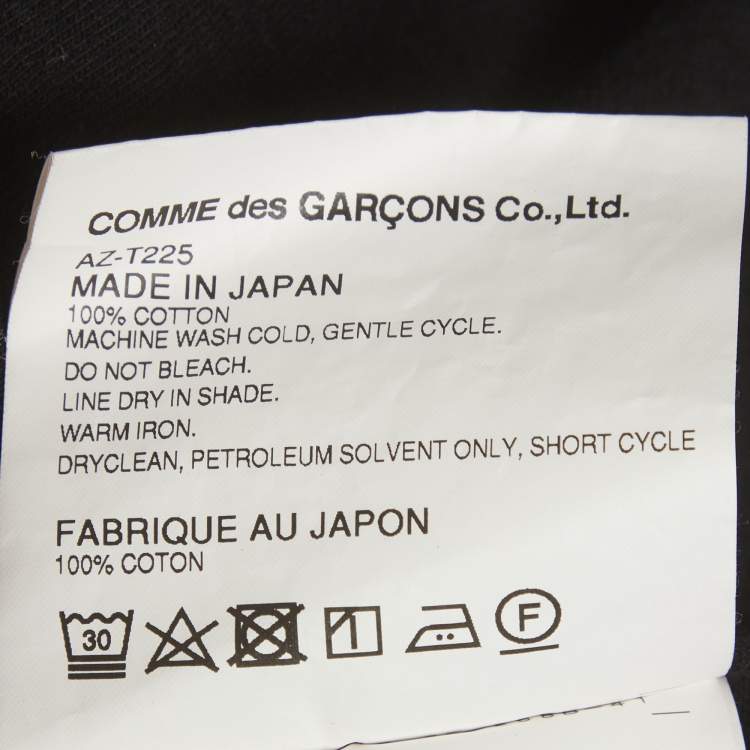 COMME des GARÇONS Co.,Ltd.
AZ-T225
MADE IN JAPAN
100% COTTON
MACHINE WASH COLD, GENTLE CYCLE.
DO NOT BLEACH.
LINE DRY IN SHADE.
WARM IRON.
DRYCLEAN, PETROLEUM SOLVENT ONLY, SHORT CYCLE
FABRIQUE AU JAPON
100% COTON
30
F